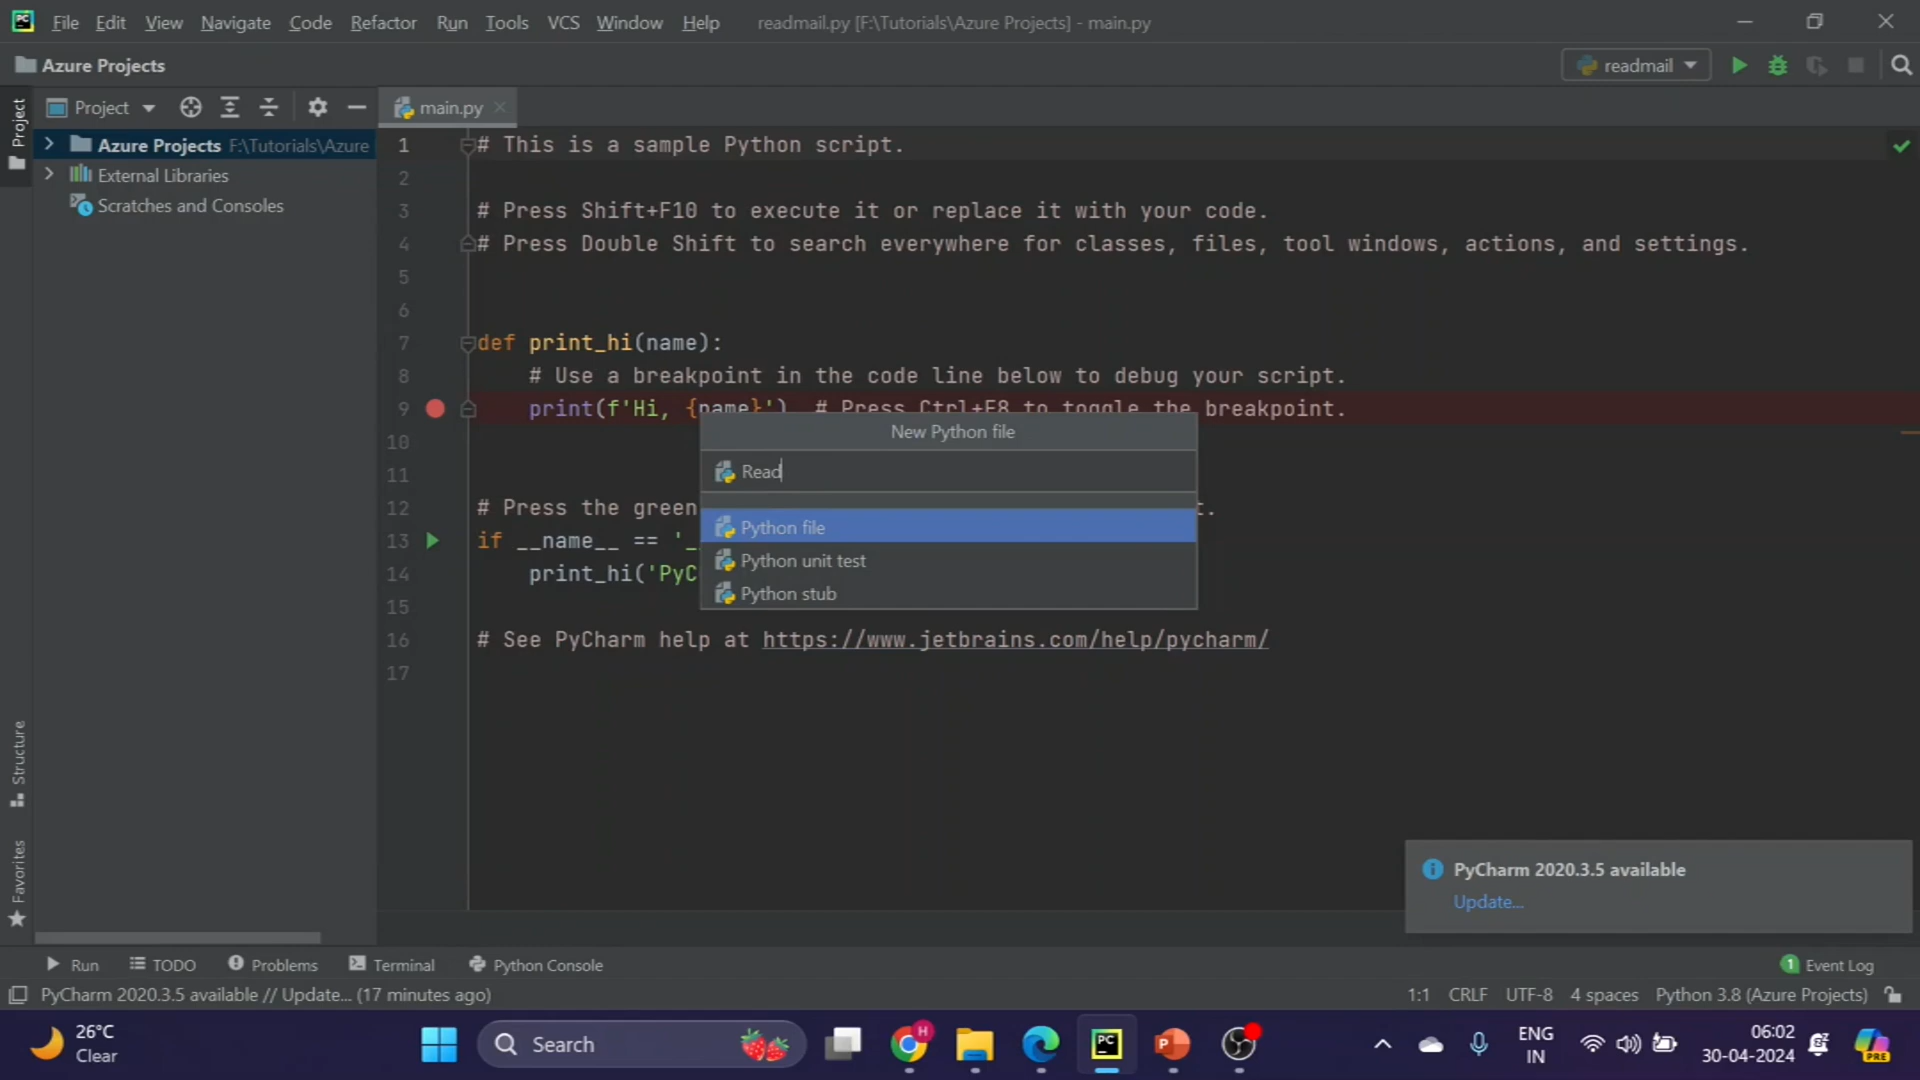 File Edit View Navigate Code Refactor Run Tools VCS Window Help readmail.py [F:\Tutorials\Azure Projects] - main.py
Azure Projects
readmail
Project
Project
main.py
Azure Projects F:\Tutorials\Azure
External Libraries
Scratches and Consoles
1 # This is a sample Python script.
2
3 # Press Shift+F10 to execute it or replace it with your code.
4 # Press Double Shift to search everywhere for classes, files, tool windows, actions, and settings.
5
6
7 def print_hi(name):
8 # Use a breakpoint in the code line below to debug your script.
9 print(f'Hi, {name}') # Press Ctrl+F8 to toggle the breakpoint.
10
11
12 # Press the green t.
13 if __name__ == '_
14 print_hi('PyC
15
16 # See PyCharm help at https://www.jetbrains.com/help/pycharm/
17
New Python file
Read
Python file
Python unit test
Python stub
Structure
Favorites
PyCharm 2020.3.5 available
Update...
Run TODO Problems Terminal Python Console
1 Event Log
PyCharm 2020.3.5 available // Update... (17 minutes ago)
1:1 CRLF UTF-8 4 spaces Python 3.8 (Azure Projects)
26°C
Clear
Search
H
PC
P
ENG
IN
06:02
30-04-2024
PRE